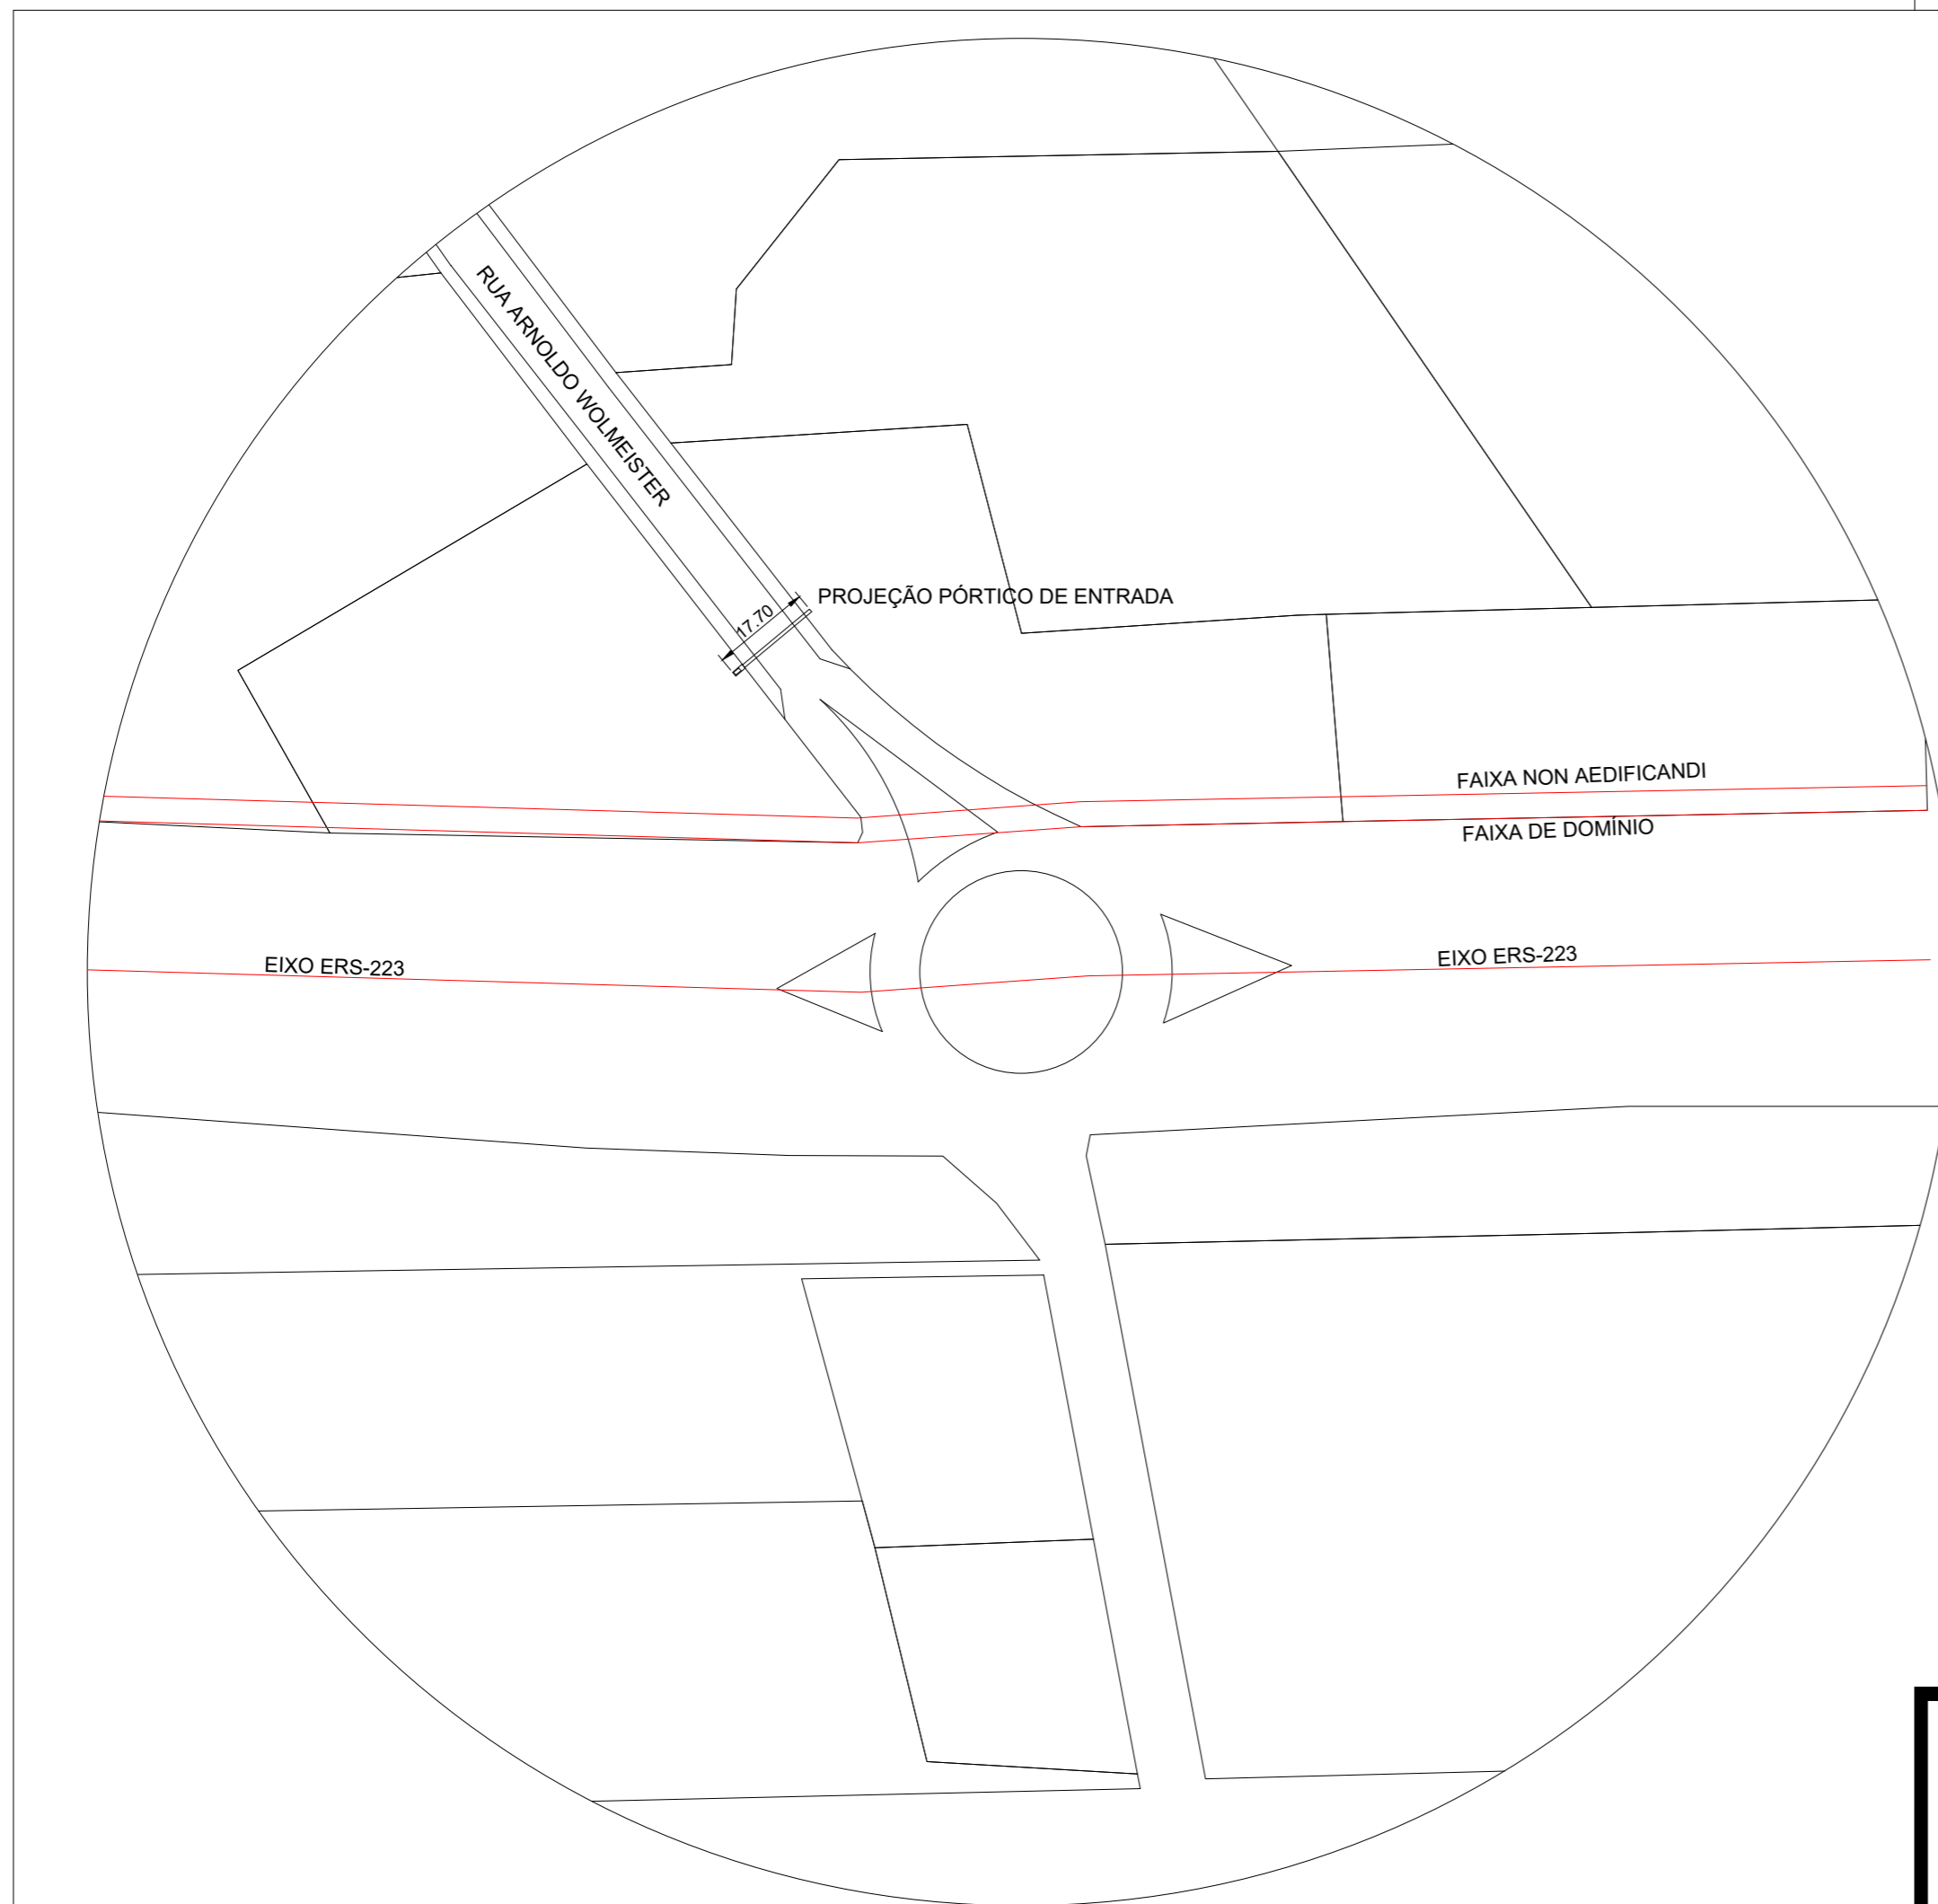 RUA ARNOLDO WOLMEISTER
PROJEÇÃO PÓRTICO DE ENTRADA
17.70
FAIXA NON AEDIFICANDI
FAIXA DE DOMÍNIO
EIXO ERS-223
EIXO ERS-223